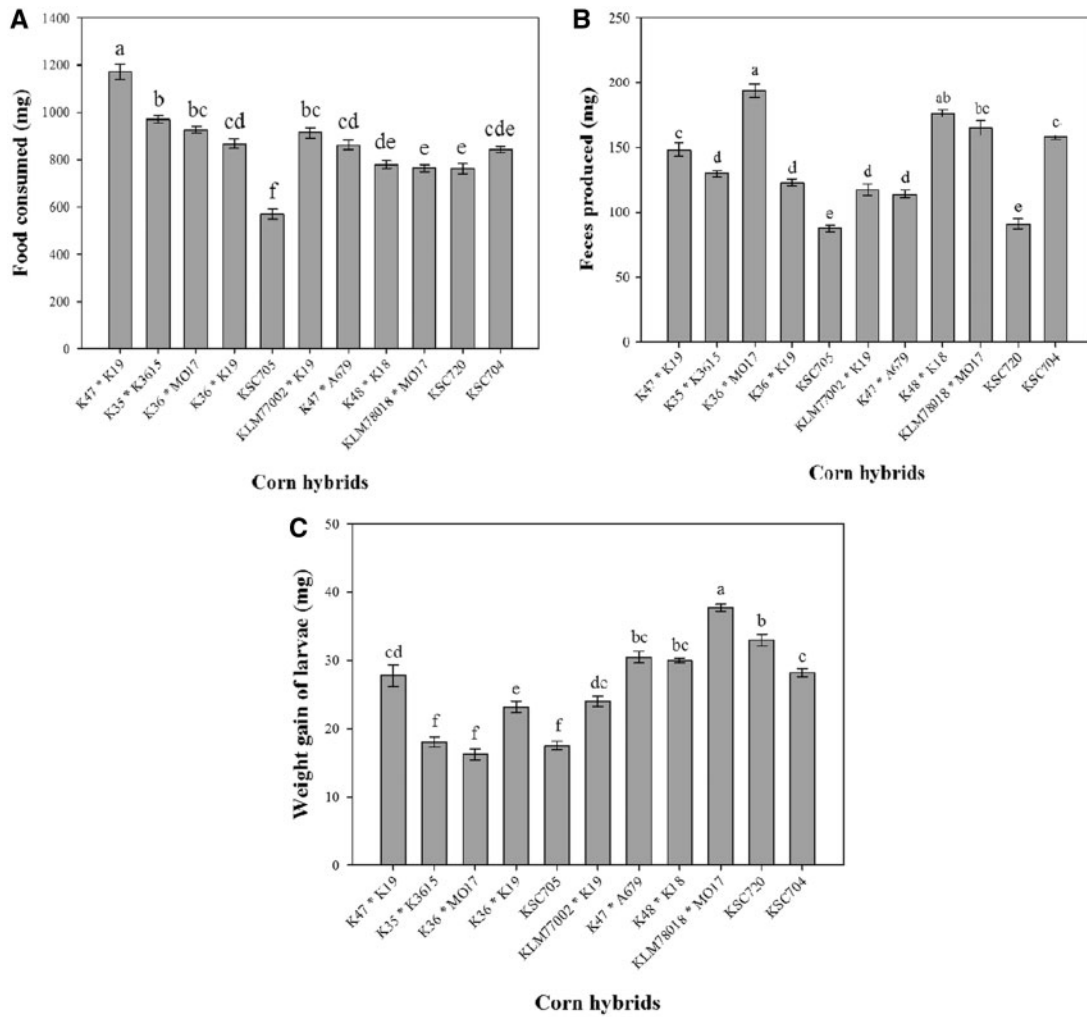 A
Food consumed (mg)
1400
1200
1000
800
600
400
200
0
a
b
bc
cd
f
bc
cd
de
e
e
cde
K47 * K19
K35 * K3615
K36 * MO17
K36 * K19
KSC705
KLM77002 * K19
K47 * A679
K48 * K18
KLM78018 * MO17
KSC720
KSC704
Corn hybrids
B
Feces produced (mg)
250
200
150
100
50
0
c
d
a
d
e
d
d
ab
bc
e
c
K47 * K19
K35 * K3615
K36 * MO17
K36 * K19
KSC705
KLM77002 * K19
K47 * A679
K48 * K18
KLM78018 * MO17
KSC720
KSC704
Corn hybrids
C
Weight gain of larvae (mg)
50
40
30
20
10
0
cd
f
f
e
f
de
bc
bc
a
b
c
K47 * K19
K35 * K3615
K36 * MO17
K36 * K19
KSC705
KLM77002 * K19
K47 * A679
K48 * K18
KLM78018 * MO17
KSC720
KSC704
Corn hybrids